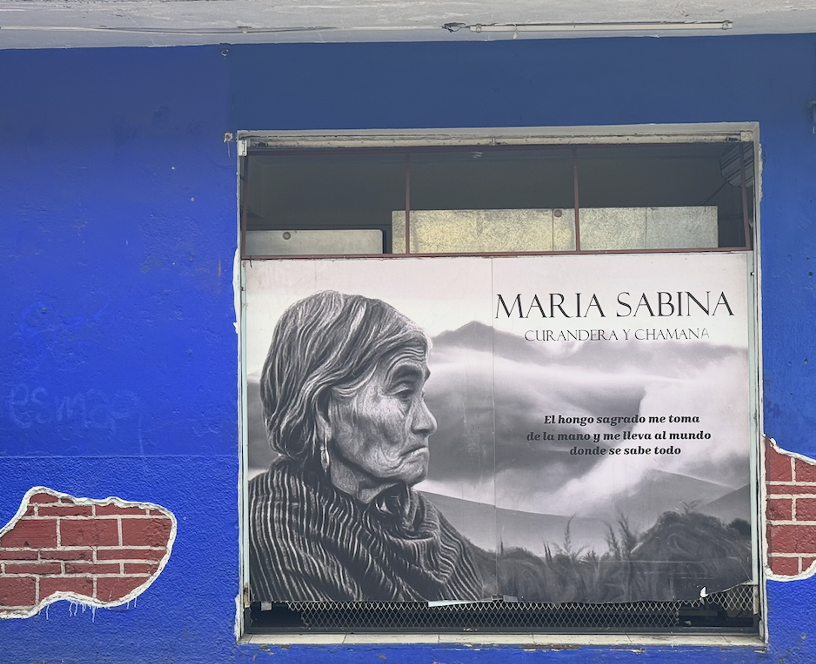 MARIA SABINA
CURANDERA Y CHAMANA
El hongo sagrado me toma
de la mano y me lleva al mundo
donde se sabe todo